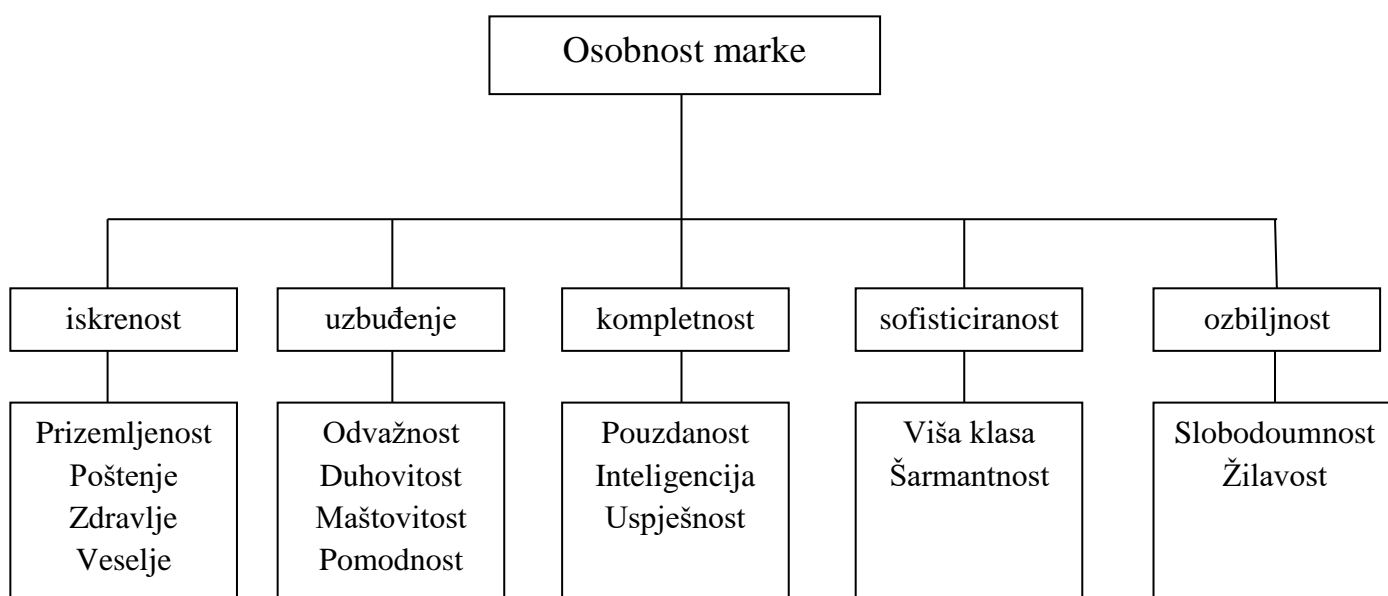 Osobnost marke
iskrenost
uzbuđenje
kompletnost
sofisticiranost
ozbiljnost
Prizemljenost
Poštenje
Zdravlje
Veselje
Odvažnost
Duhovitost
Maštovitost
Pomodnost
Pouzdanost
Inteligencija
Uspješnost
Viša klasa
Šarmantnost
Slobodoumnost
Žilavost